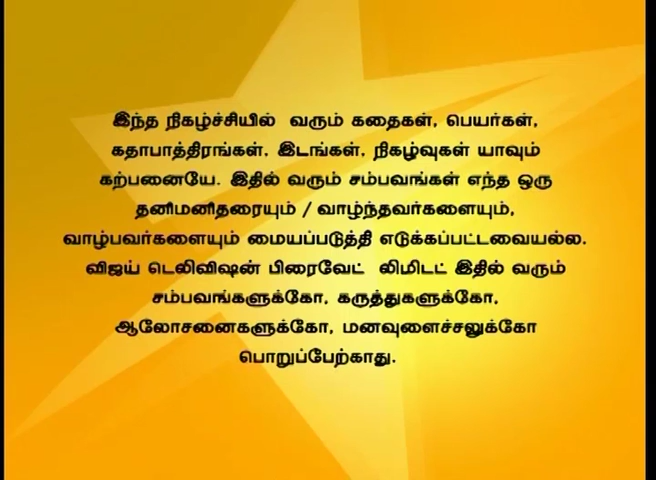 இந்த நிகழ்ச்சியில் வரும் கதைகள், பெயர்கள்,
கதாபாத்திரங்கள், இடங்கள், நிகழ்வுகள் யாவும்
கற்பனையே. இதில் வரும் சம்பவங்கள் எந்த ஒரு
தனிமனிதரையும் / வாழ்ந்தவர்களையும்,
வாழ்பவர்களையும் மையப்படுத்தி எடுக்கப்பட்டவையல்ல.
விஜய் டெலிவிஷன் பிரைவேட் லிமிடட் இதில் வரும்
சம்பவங்களுக்கோ, கருத்துகளுக்கோ,
ஆலோசனைகளுக்கோ, மனவுளைச்சலுக்கோ
பொறுப்பேற்காது.